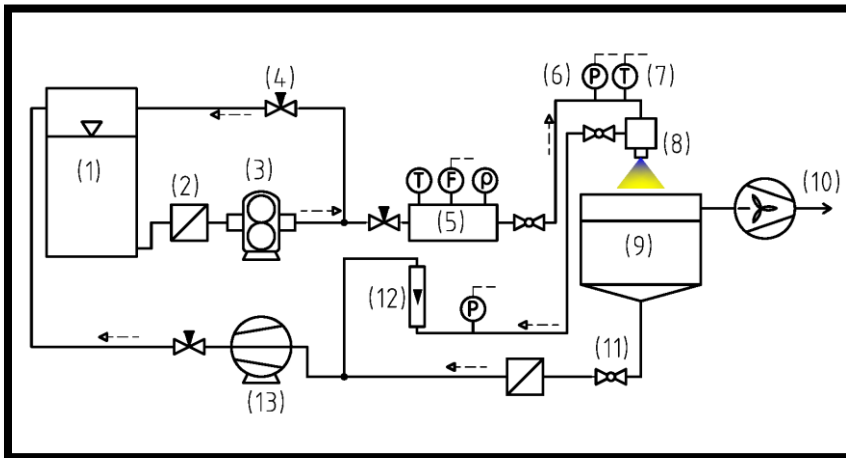 (4)
(6)
P
T
(7)
(1)
(2)
(3)
T
F
ρ
(5)
(8)
(10)
(9)
(12)
P
(11)
(13)